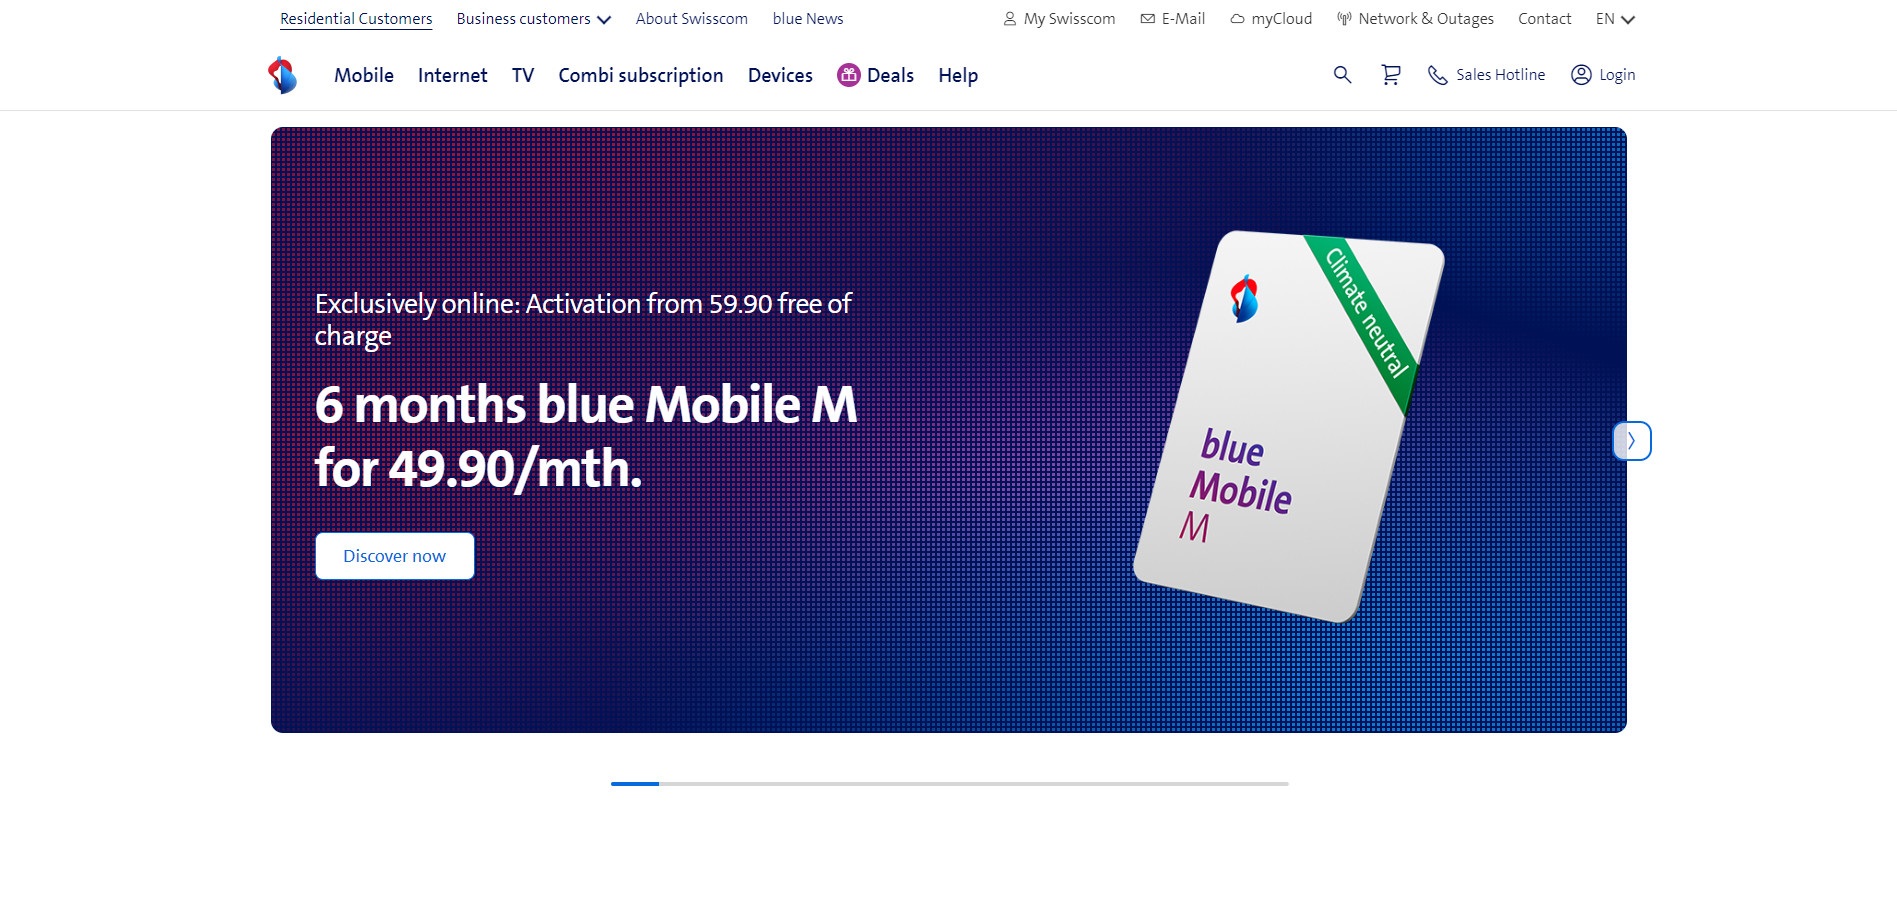 Residential Customers Business customers About Swisscom blue News My Swisscom E-Mail myCloud Network & Outages Contact EN
Mobile Internet TV Combi subscription Devices Deals Help Sales Hotline Login
Exclusively online: Activation from 59.90 free of
charge
6 months blue Mobile M
for 49.90/mth.
Discover now
Climate neutral
blue
Mobile
M